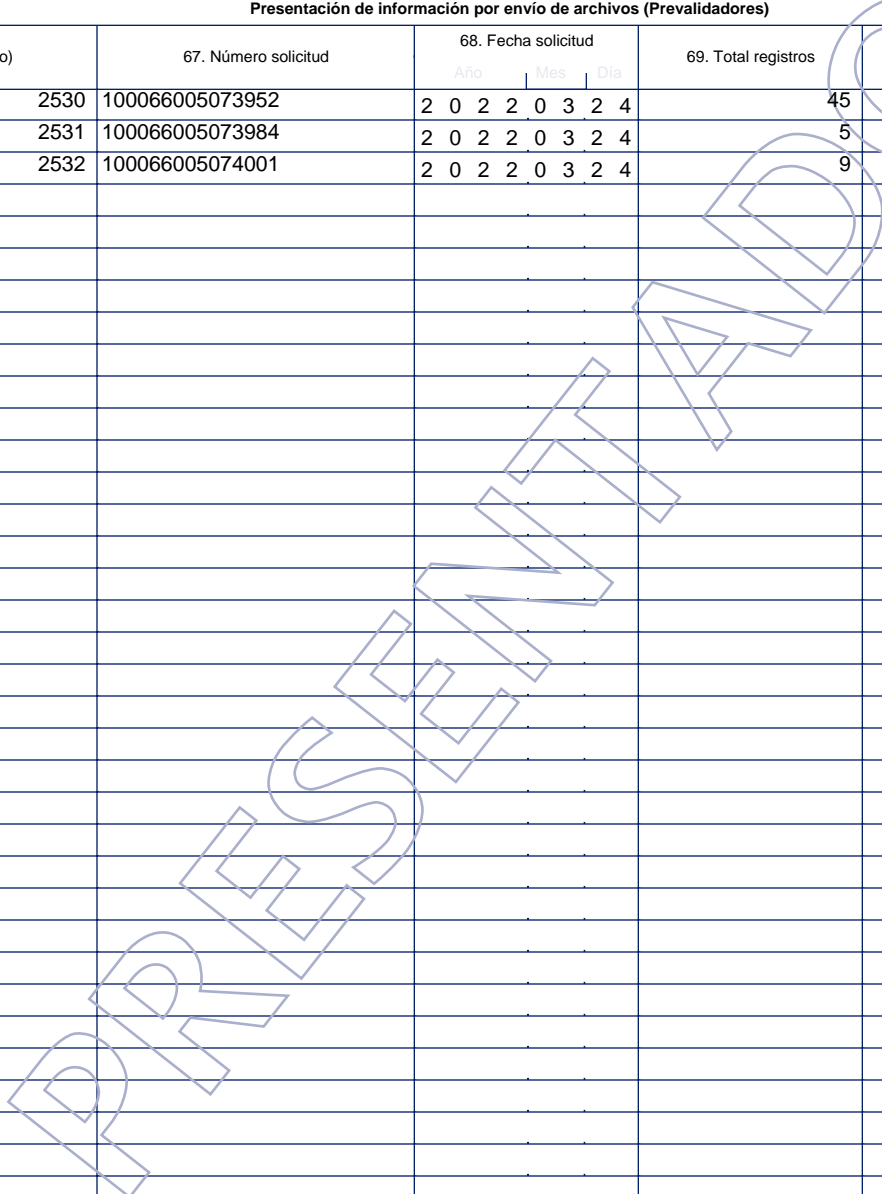 Presentación de información por envío de archivos (Prevalidadores)
o) 67. Número solicitud 68. Fecha solicitud 69. Total registros
Año Mes Día
2530 100066005073952 2 0 2 2 0 3 2 4 45
2531 100066005073984 2 0 2 2 0 3 2 4 5
2532 100066005074001 2 0 2 2 0 3 2 4 9
PRESENTADO